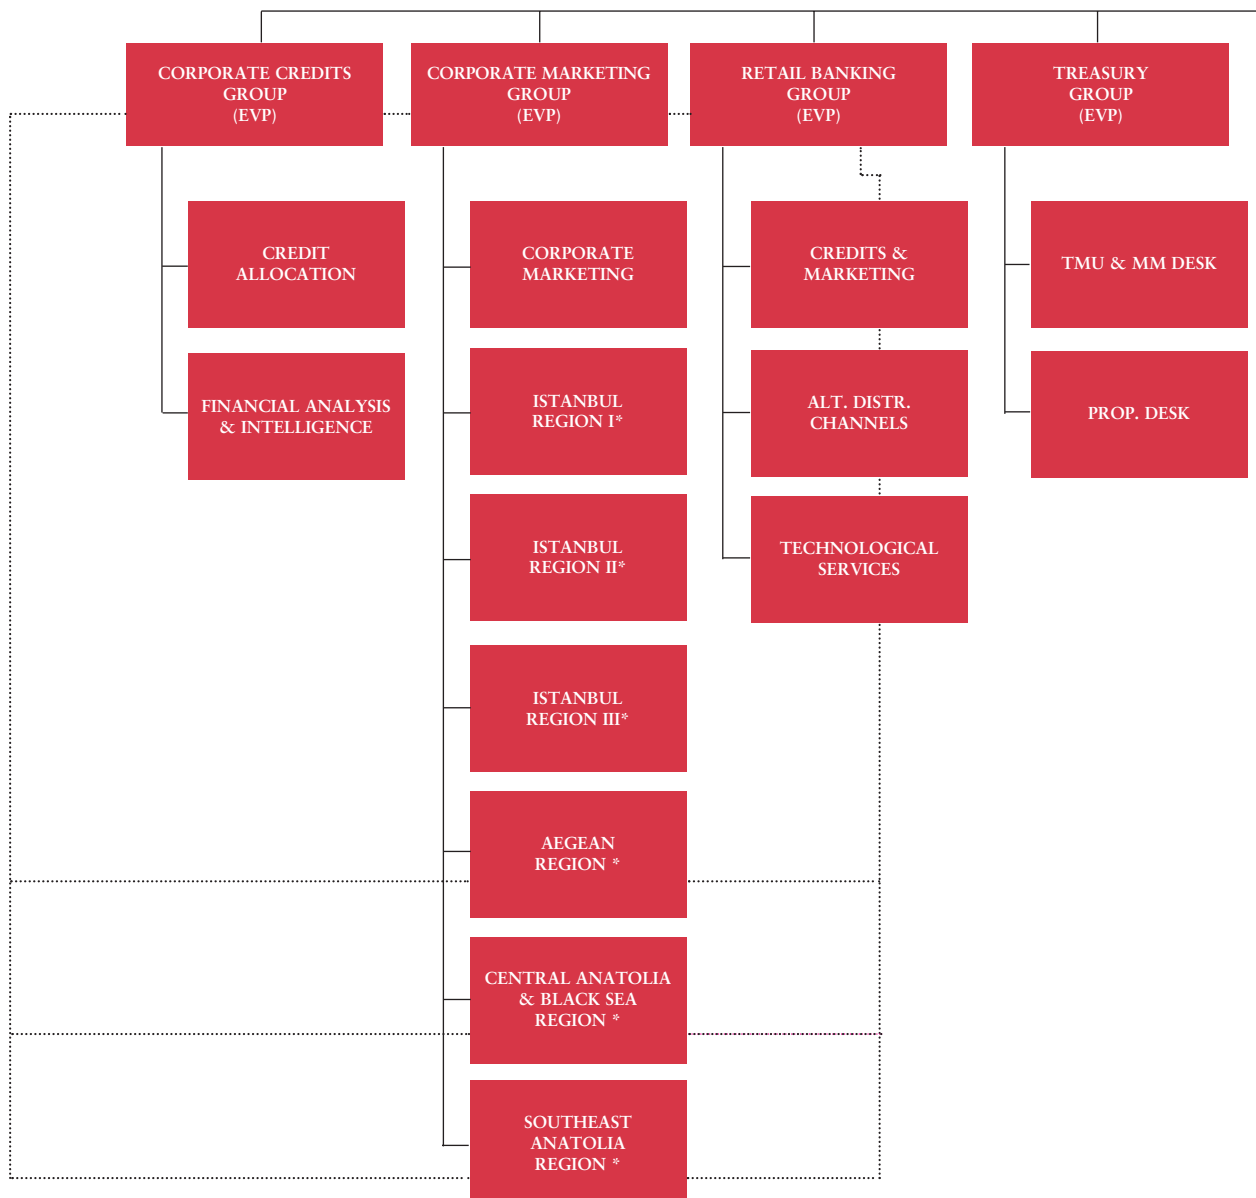 CORPORATE CREDITS
GROUP
(EVP)
CORPORATE MARKETING
GROUP
(EVP)
RETAIL BANKING
GROUP
(EVP)
TREASURY
GROUP
(EVP)
CREDIT
ALLOCATION
FINANCIAL ANALYSIS
& INTELLIGENCE
CORPORATE
MARKETING
ISTANBUL
REGION I*
ISTANBUL
REGION II*
ISTANBUL
REGION III*
AEGEAN
REGION *
CENTRAL ANATOLIA
& BLACK SEA
REGION *
SOUTHEAST
ANATOLIA
REGION *
CREDITS &
MARKETING
ALT. DISTR.
CHANNELS
TECHNOLOGICAL
SERVICES
TMU & MM DESK
PROP. DESK